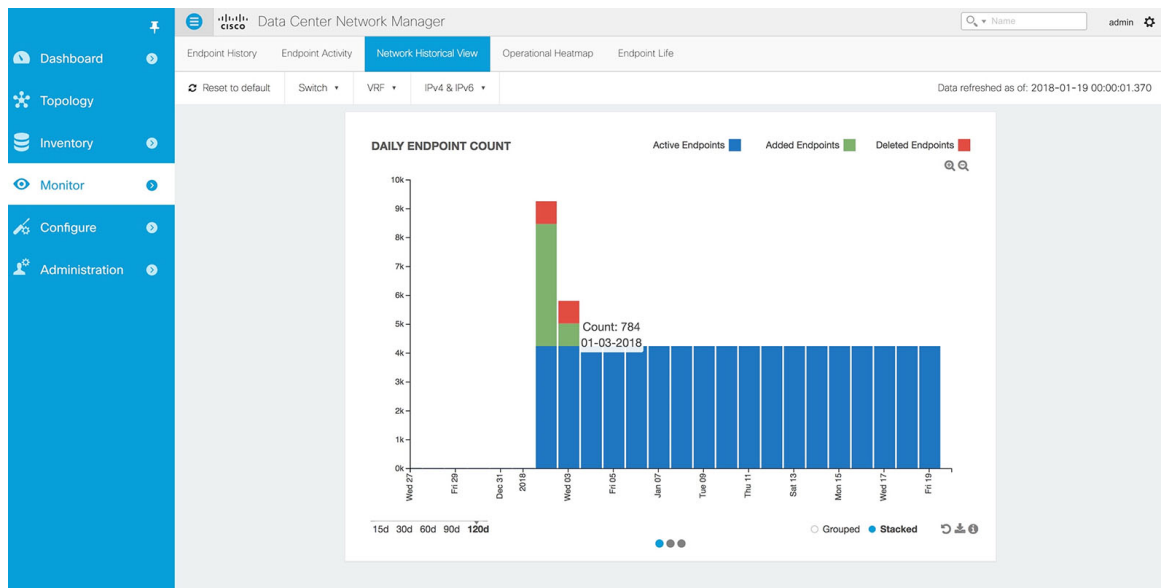 cisco Data Center Network Manager
Name
admin
Dashboard
Topology
Inventory
Monitor
Configure
Administration
Endpoint History Endpoint Activity Network Historical View Operational Heatmap Endpoint Life
Reset to default Switch VRF IPv4 & IPv6 Data refreshed as of: 2018-01-19 00:00:01.370
DAILY ENDPOINT COUNT Active Endpoints Added Endpoints Deleted Endpoints
10k
9k
8k
7k
6k
5k
4k
3k
2k
1k
0k
Count: 784
01-03-2018
Wed 27 Fri 29 Dec 31 2018 Wed 03 Fri 05 Jan 07 Tue 09 Thu 11 Sat 13 Mon 15 Wed 17 Fri 19
15d 30d 60d 90d 120d Grouped Stacked